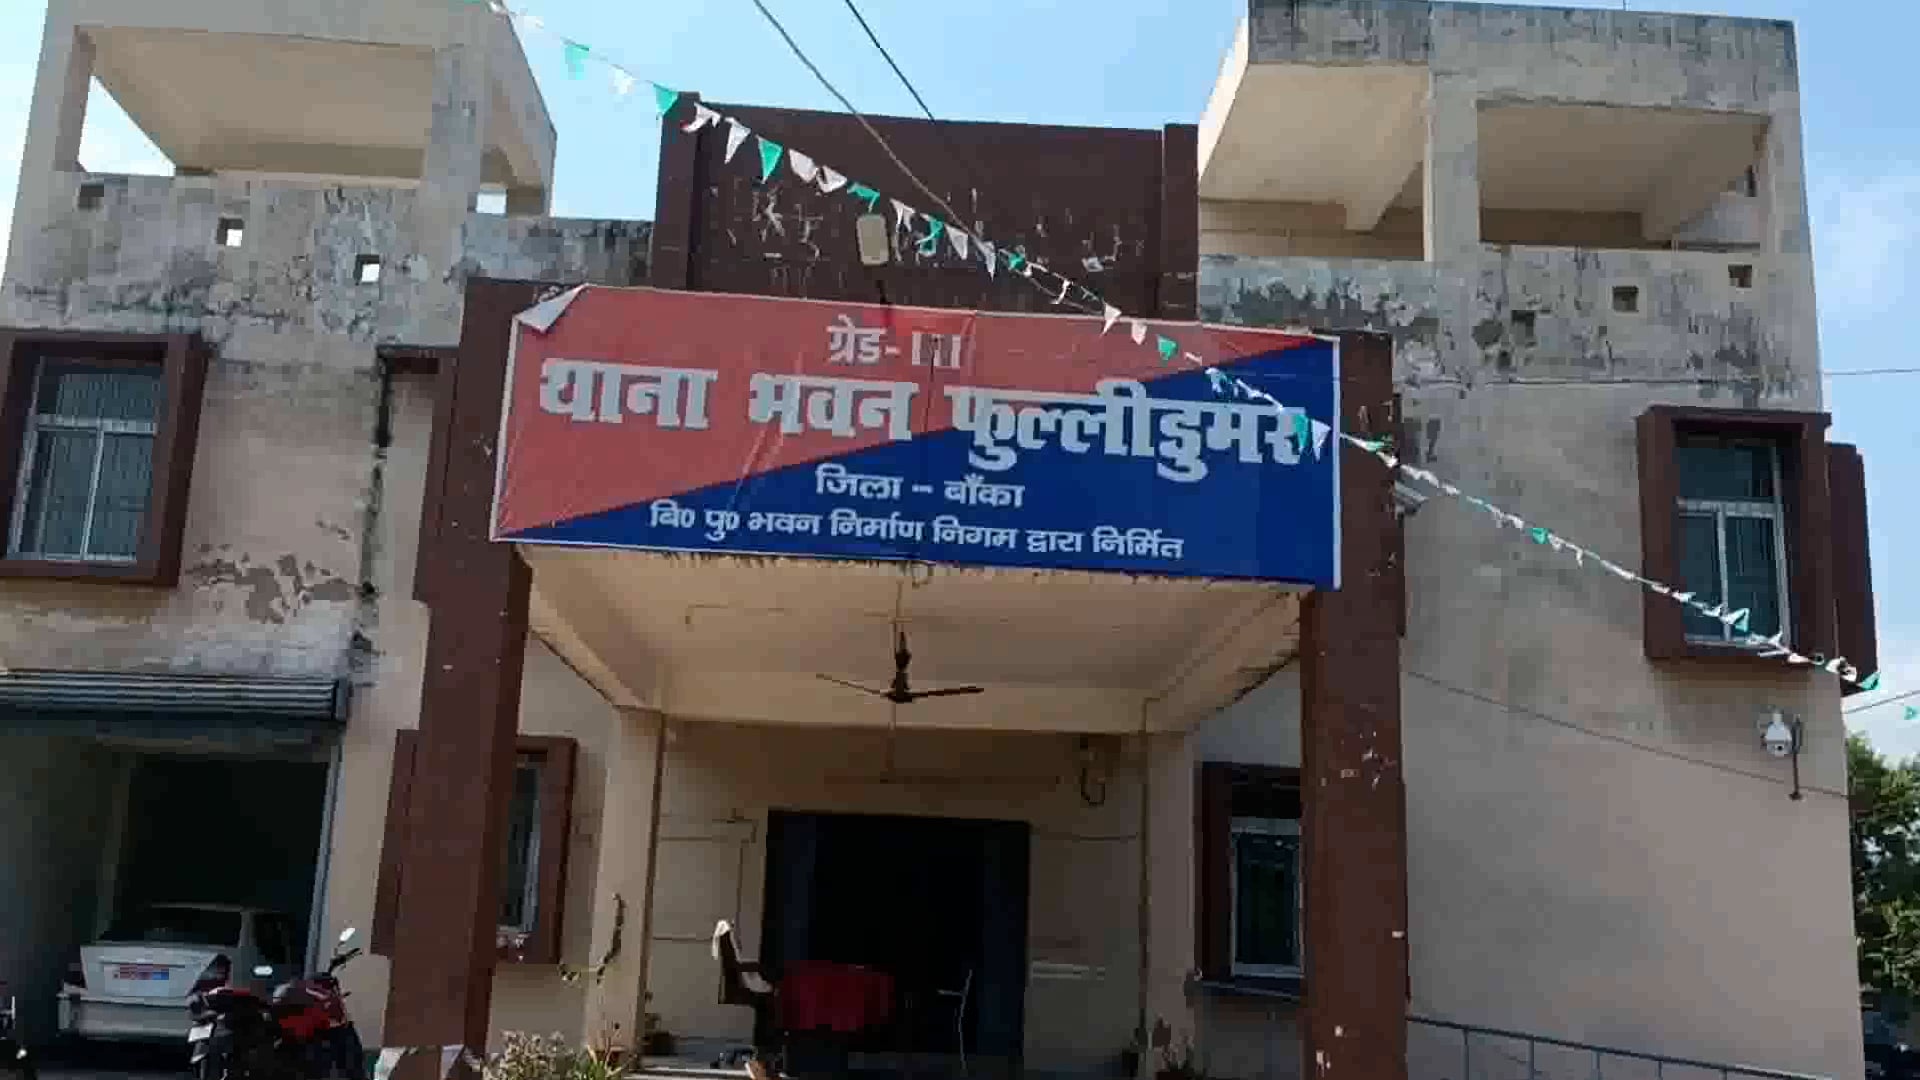 ग्रेड-III
थाना भवन फुल्लीडुमर
जिला – बाँका
बि० पु० भवन निर्माण निगम द्वारा निर्मित